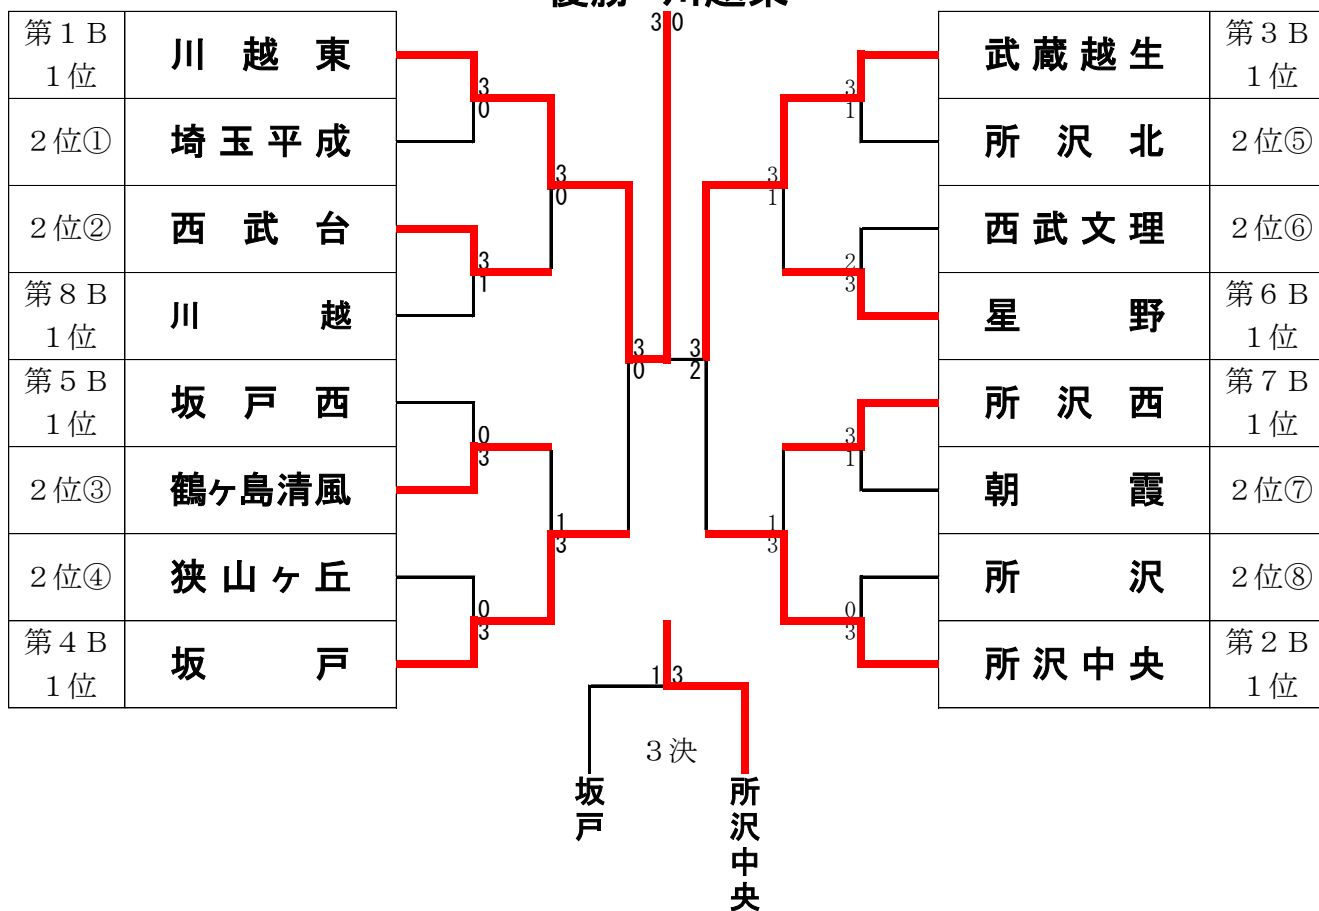 優勝 川越東
3 0
第1B 1位 川越東
2位① 埼玉平成
2位② 西武台
第8B 1位 川越
第5B 1位 坂戸西
2位③ 鶴ヶ島清風
2位④ 狭山ヶ丘
第4B 1位 坂戸
3
0
3
1
0
3
0
3
3
0
1
3
3
0
3
2
3
1
1
3
3
1
2
3
3
1
0
3
武蔵越生 第3B 1位
所沢北 2位⑤
西武文理 2位⑥
星野 第6B 1位
所沢西 第7B 1位
朝霞 2位⑦
所沢 2位⑧
所沢中央 第2B 1位
1 3
3決
坂戸
所沢中央